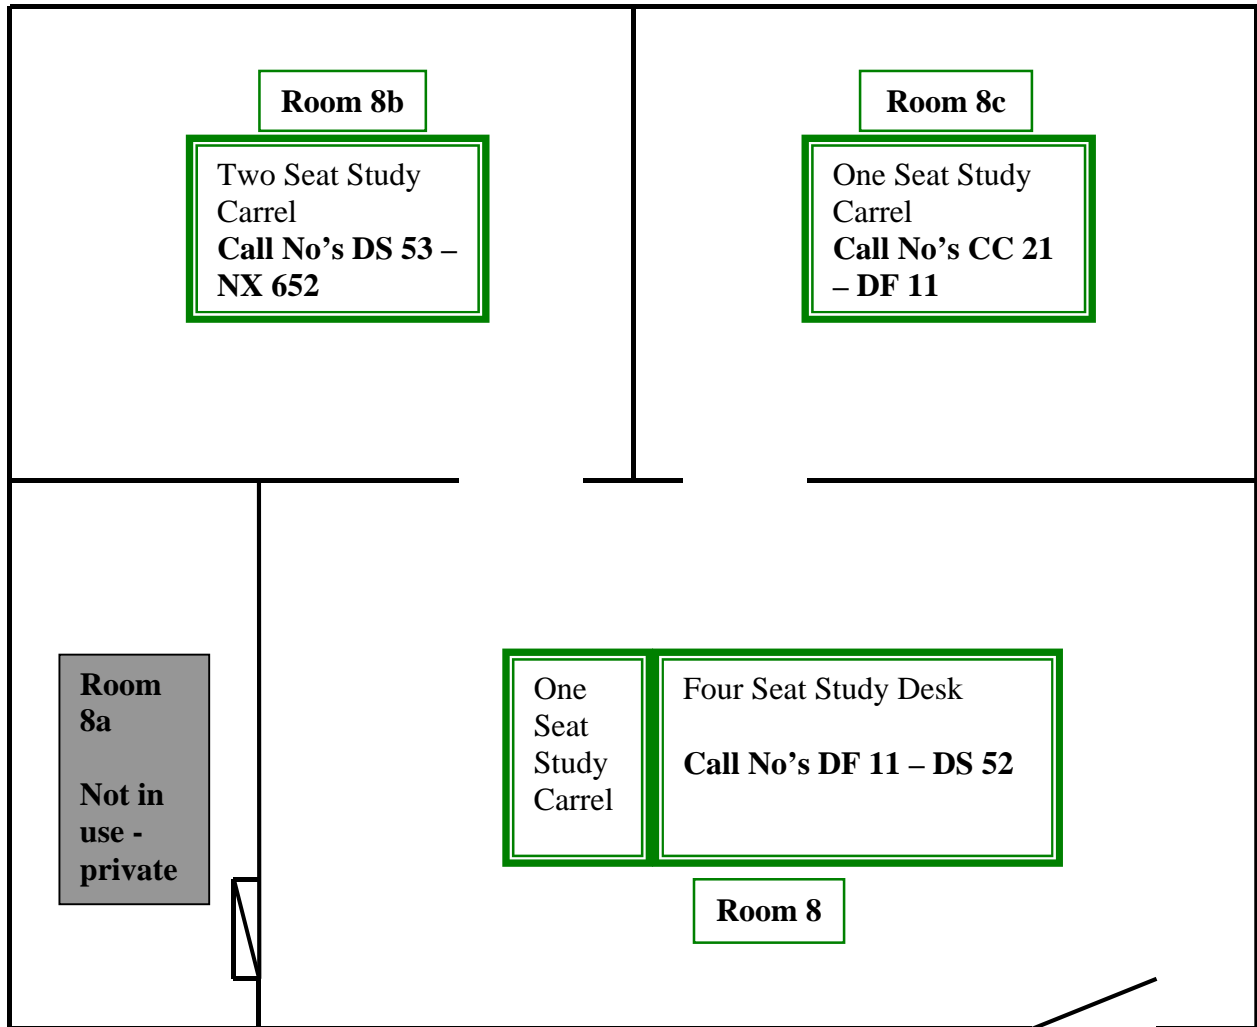 Room 8b
Two Seat Study
Carrel
Call No’s DS 53 –
NX 652
Room 8c
One Seat Study
Carrel
Call No’s CC 21
– DF 11
Room
8a
Not in
use -
private
One
Seat
Study
Carrel
Four Seat Study Desk
Call No’s DF 11 – DS 52
Room 8